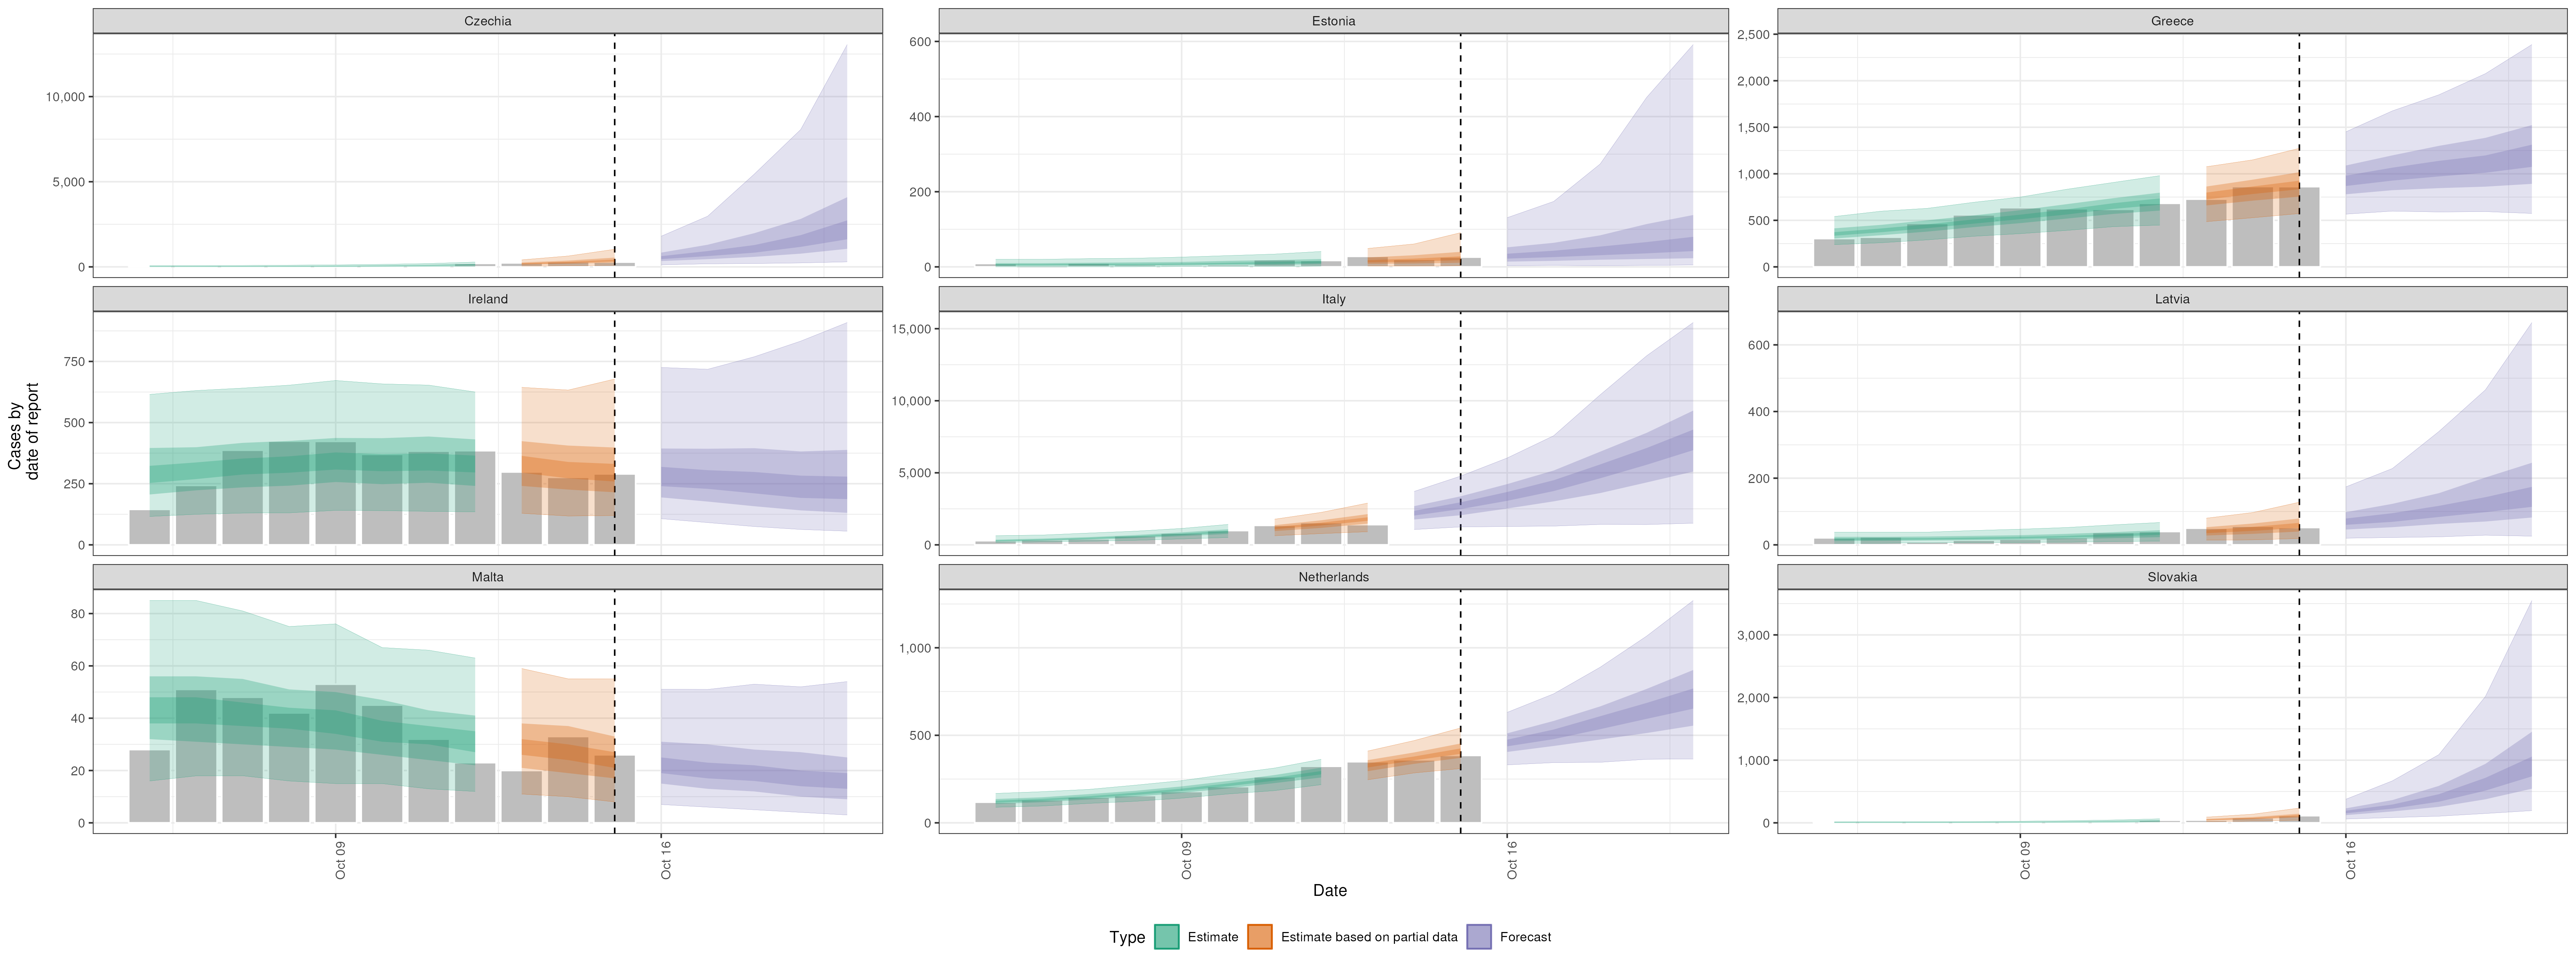 Czechia
Estonia
Greece
10,000
5,000
0
600
400
200
0
2,500
2,000
1,500
1,000
500
0
Ireland
Italy
Latvia
750
500
250
0
15,000
10,000
5,000
0
600
400
200
0
Malta
Netherlands
Slovakia
80
60
40
20
0
1,000
500
0
3,000
2,000
1,000
0
Cases by
date of report
Oct 09
Oct 16
Oct 09
Oct 16
Oct 09
Oct 16
Date
Type
Estimate
Estimate based on partial data
Forecast